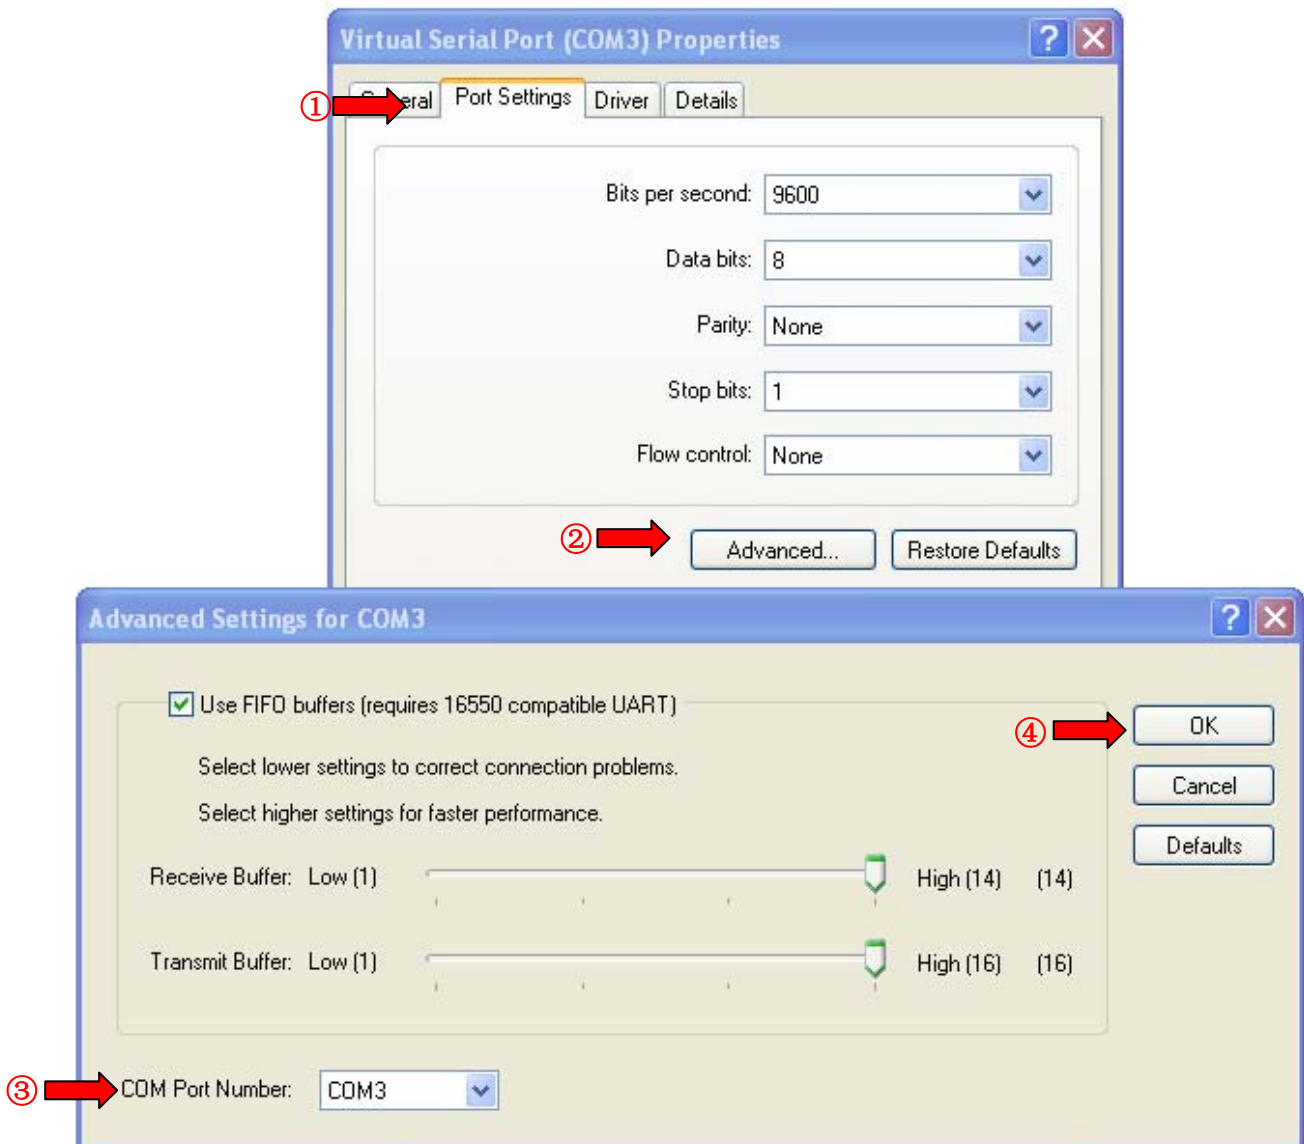 Virtual Serial Port (COM3) Properties
① eral Port Settings Driver Details
Bits per second: 9600
Data bits: 8
Parity: None
Stop bits: 1
Flow control: None
② Advanced... Restore Defaults
Advanced Settings for COM3
Use FIFO buffers (requires 16550 compatible UART)
④ OK
Select lower settings to correct connection problems.
Cancel
Select higher settings for faster performance.
Defaults
Receive Buffer: Low (1) High (14) (14)
Transmit Buffer: Low (1) High (16) (16)
③ COM Port Number: COM3